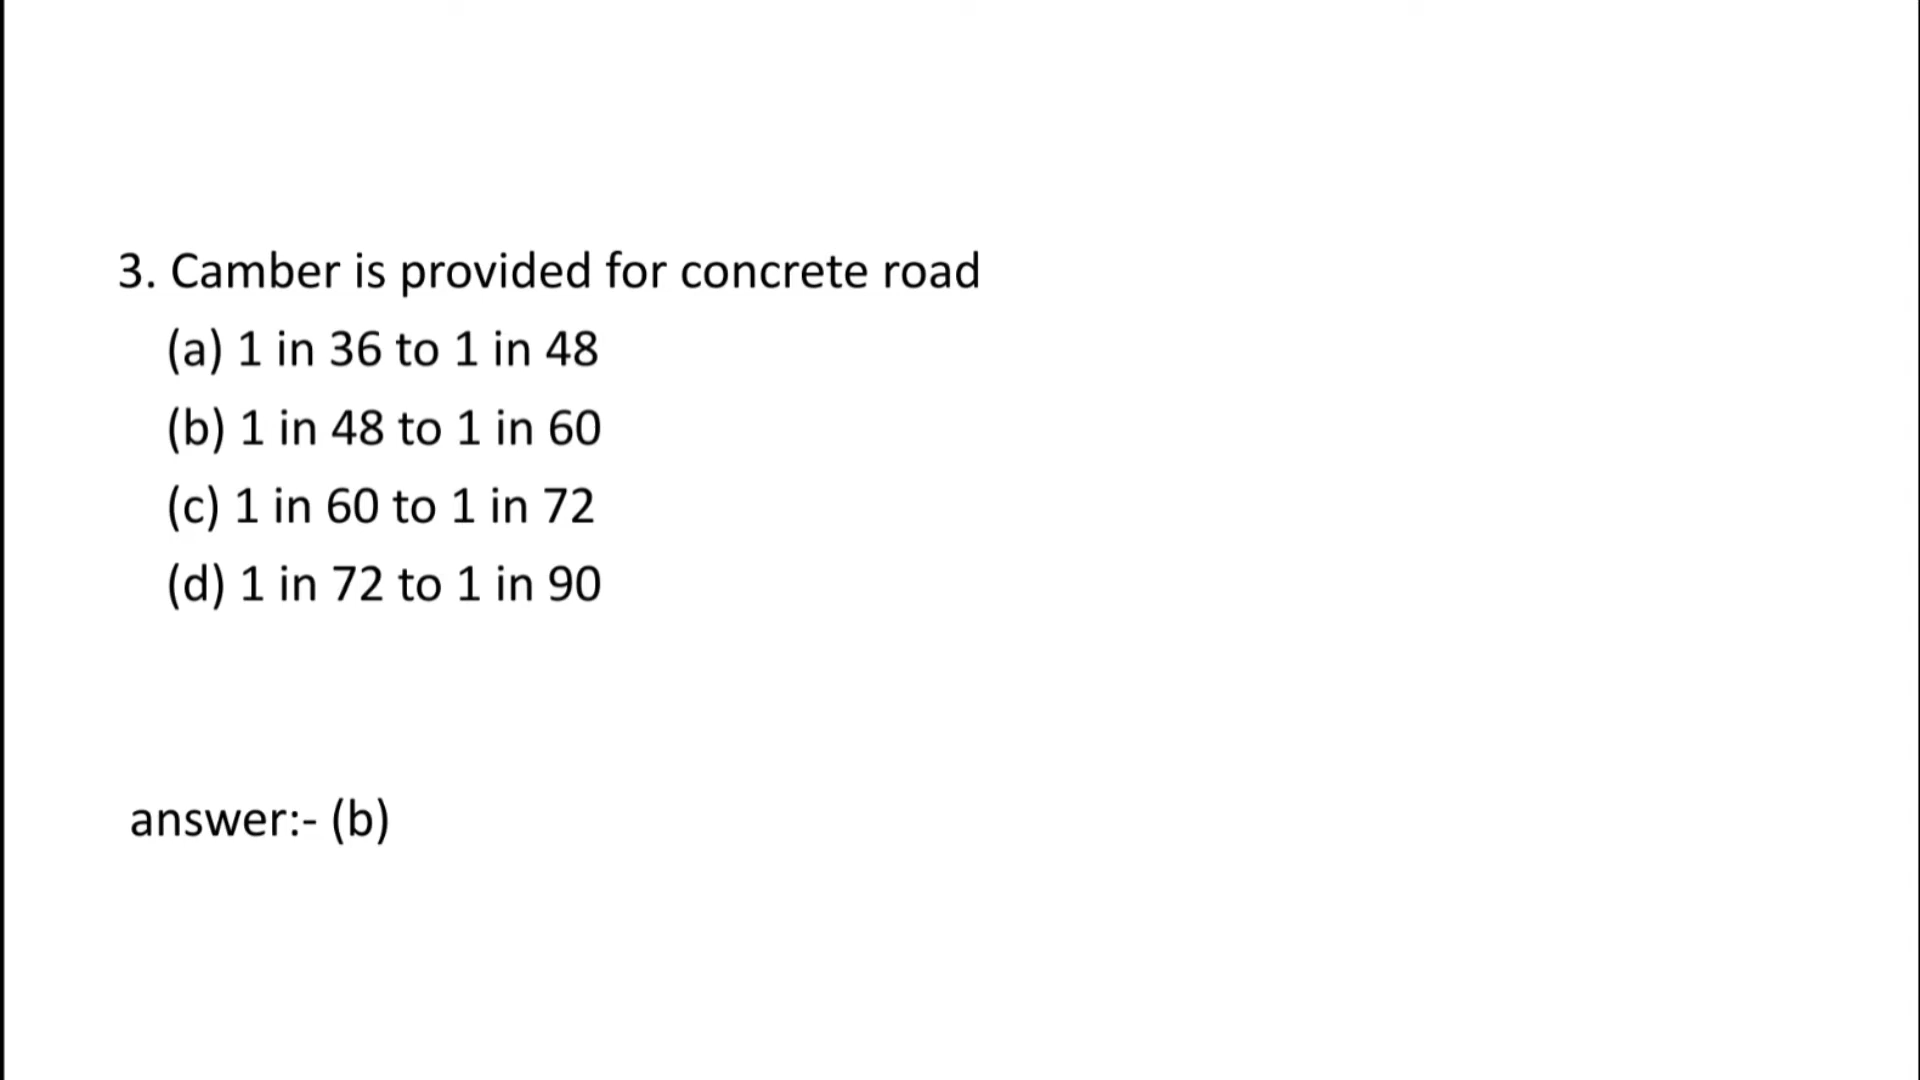 3. Camber is provided for concrete road
(a) 1 in 36 to 1 in 48
(b) 1 in 48 to 1 in 60
(c) 1 in 60 to 1 in 72
(d) 1 in 72 to 1 in 90
answer:- (b)